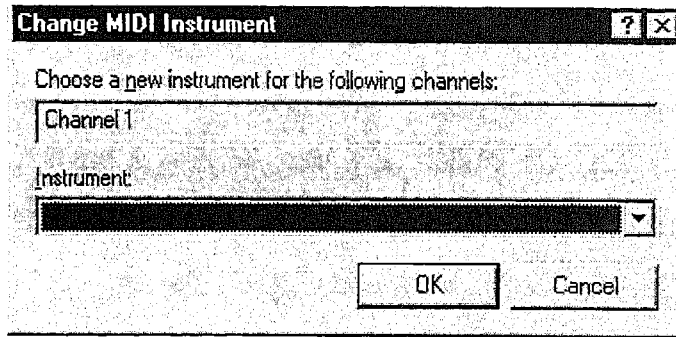 Change MIDI Instrument
Choose a new instrument for the following channels:
Channel 1
Instrument:
OK
Cancel